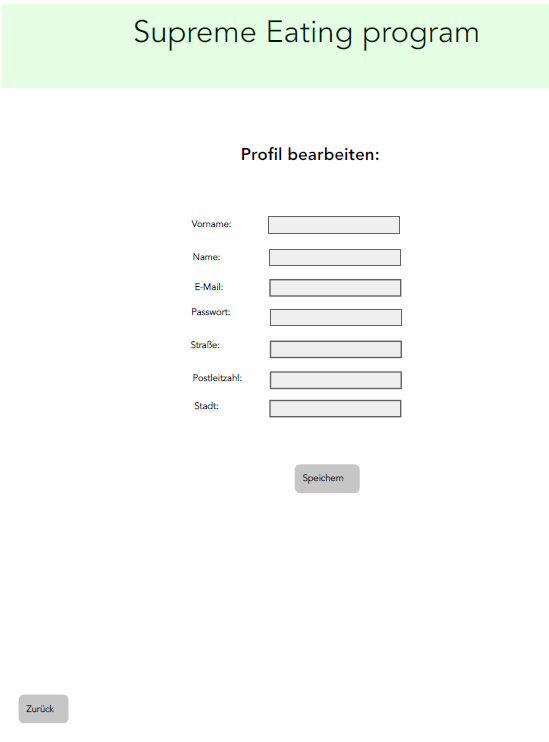 Supreme Eating program
Profil bearbeiten:
Vorname:
Name:
E-Mail:
Passwort:
Straße:
Postleitzahl:
Stadt:
Speichern
Zurück